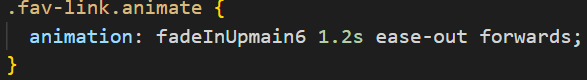 .fav-link.animate {
  animation: fadeInUpmain6 1.2s ease-out forwards;
}